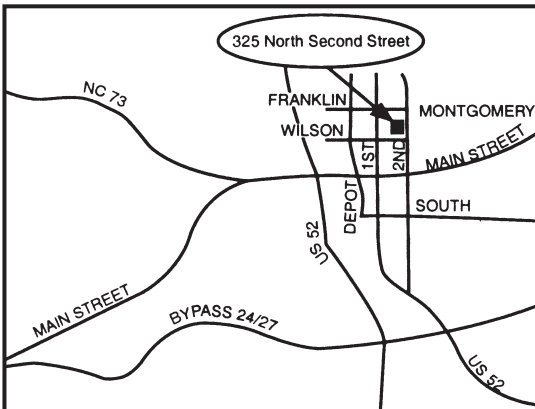 325 North Second Street
NC 73
FRANKLIN
MONTGOMERY
WILSON
1ST
2ND
MAIN STREET
DEPOT
SOUTH
US 52
MAIN STREET
BYPASS 24/27
US 52